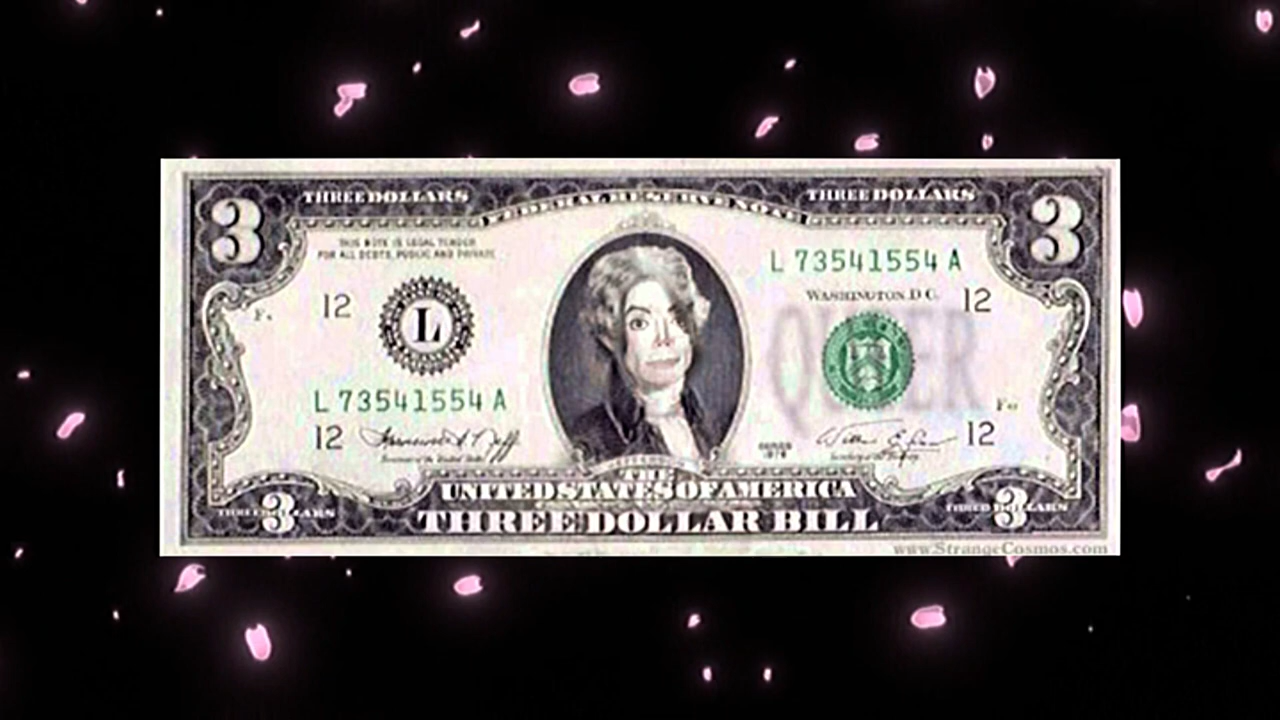 THREE DOLLARS
THREE DOLLARS
FEDERAL RESERVE NOTE
3
3
THIS NOTE IS LEGAL TENDER
FOR ALL DEBTS, PUBLIC AND PRIVATE
L 73541554 A
WASHINGTON D C.
12
12
L
QUEER
L 73541554 A
12
12
SERIES
THE
UNITED STATES OF AMERICA
THREE DOLLAR BILL
3
3
www.StrangeCosmos.com